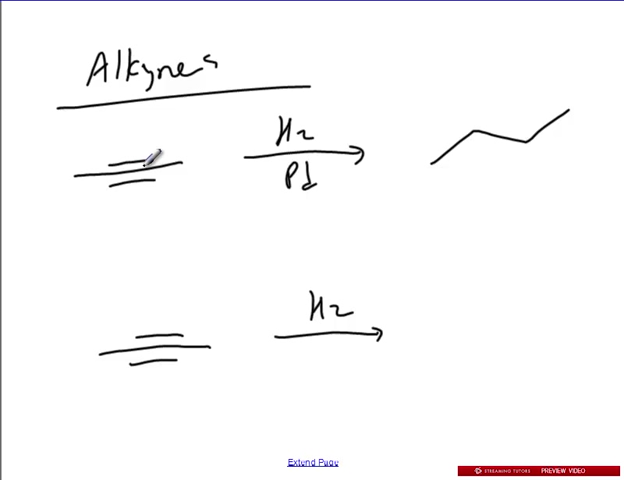 Alkynes
H2
Pd
H2
Extend Page
STREAMING TUTORS PREVIEW VIDEO